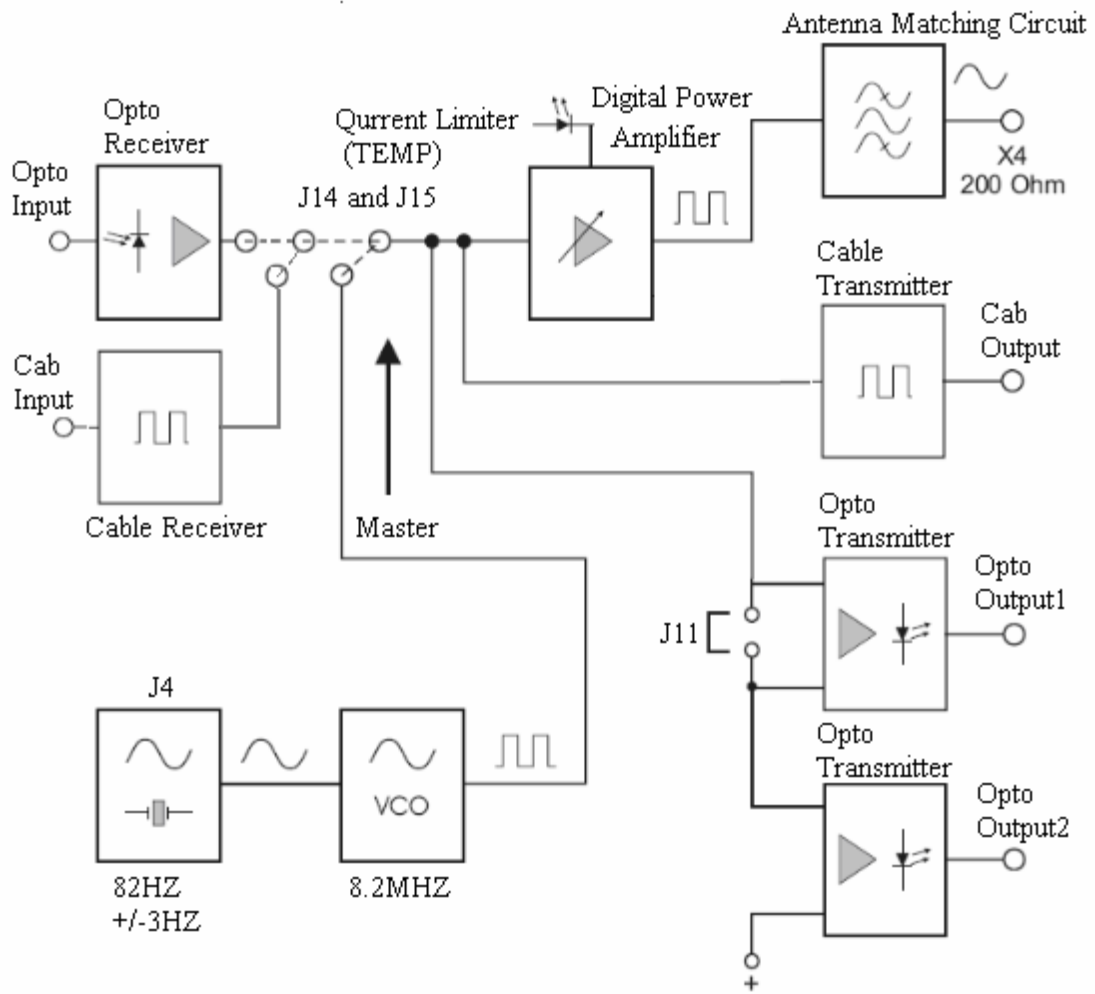 Antenna Matching Circuit
Opto
Receiver
Qurrent Limiter
(TEMP)
Digital Power
Amplifier
X4
200 Ohm
Opto
Input
J14 and J15
Cable
Transmitter
Cab
Output
Cab
Input
Cable Receiver
Master
Opto
Transmitter
Opto
Output1
J11
J4
Opto
Transmitter
VCO
Opto
Output2
82HZ
+/-3HZ
8.2MHZ
+